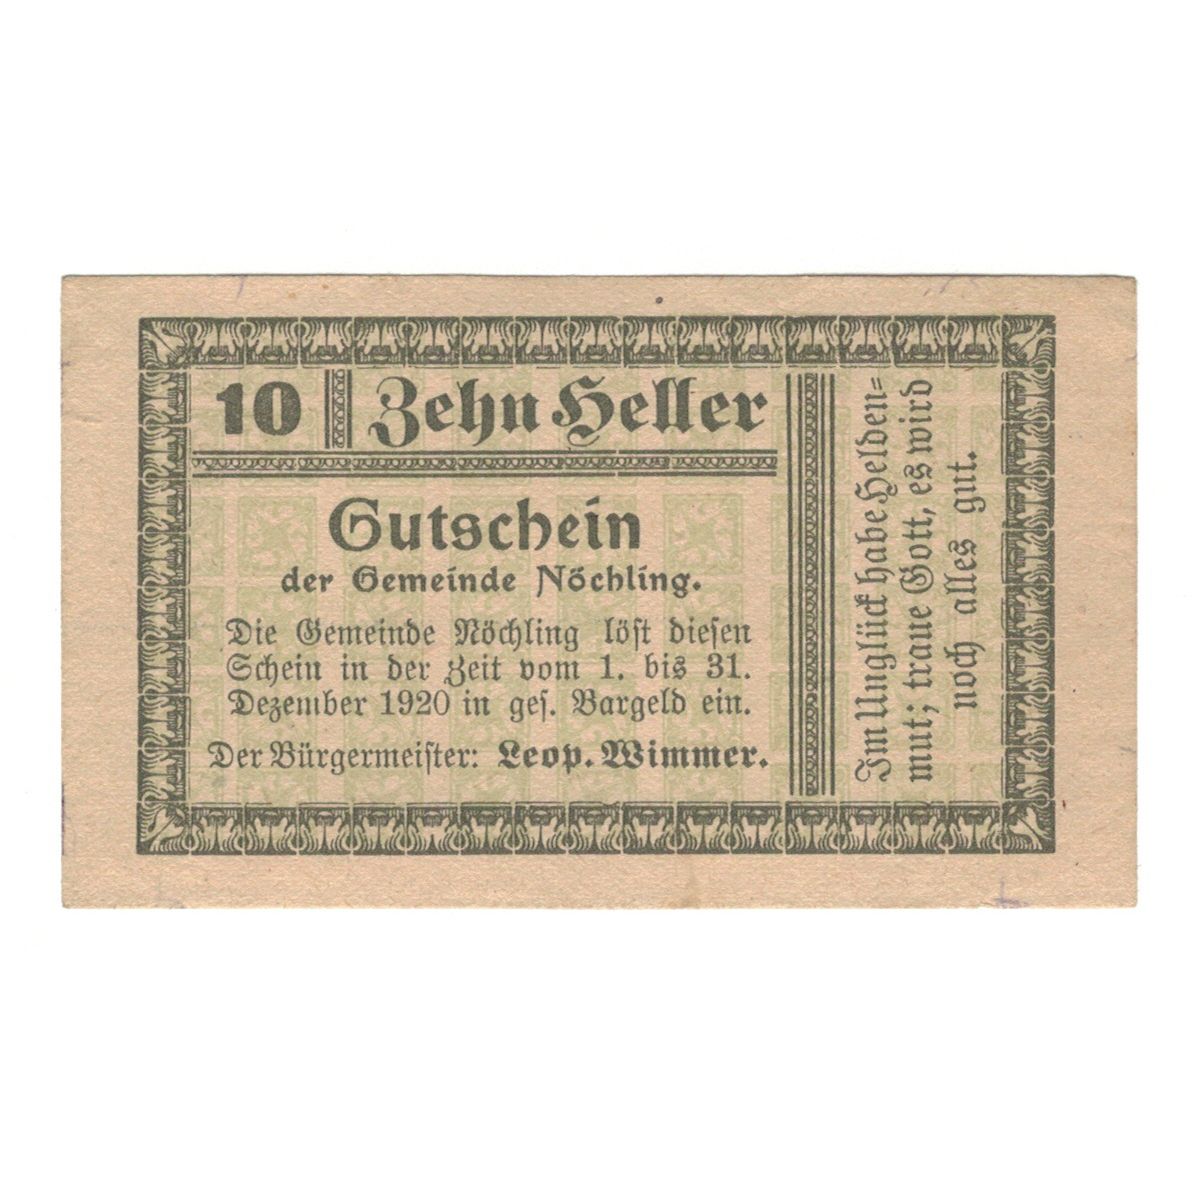 10 Zehn Heller
Gutschein
der Gemeinde Nöchling.
Die Gemeinde Nöchling löst diesen
Schein in der Zeit vom 1. bis 31.
Dezember 1920 in ges. Bargeld ein.
Der Bürgermeister: Leop. Wimmer.
Im Unglück habe Helden=
mut; traue Gott, es wird
noch alles gut.